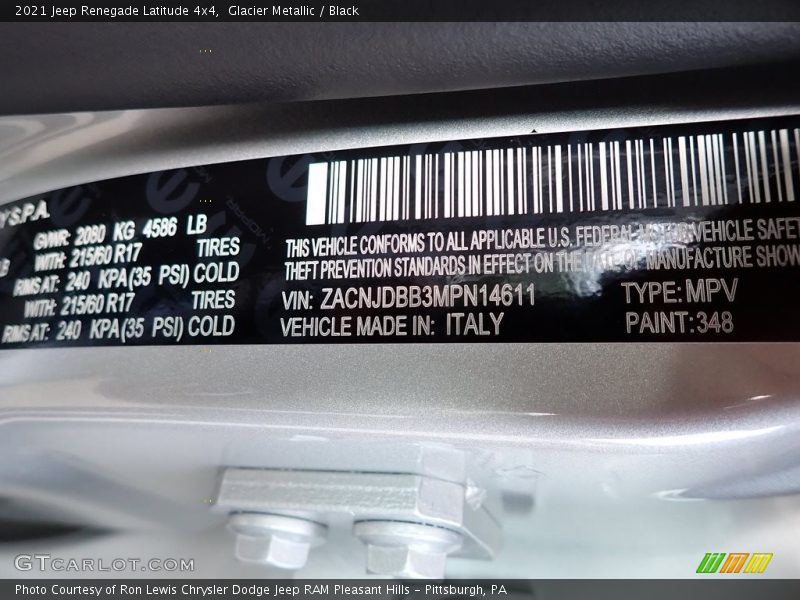 2021 Jeep Renegade Latitude 4x4,  Glacier Metallic / Black
Y S.P.A.
GWR: 2080 KG 4586 LB
LB WITH: 215/60 R17 TIRES
RIMS AT: 240 KPA(35 PSI) COLD
WITH: 215/60 R17 TIRES
RIMS AT: 240 KPA(35 PSI) COLD
THIS VEHICLE CONFORMS TO ALL APPLICABLE U.S. FEDERAL MOTOR VEHICLE SAFET
THEFT PREVENTION STANDARDS IN EFFECT ON THE DATE OF MANUFACTURE SHOW
VIN: ZACNJDBB3MPN14611 TYPE: MPV
VEHICLE MADE IN: ITALY PAINT: 348
GTCARLOT.COM
Photo Courtesy of Ron Lewis Chrysler Dodge Jeep RAM Pleasant Hills - Pittsburgh, PA